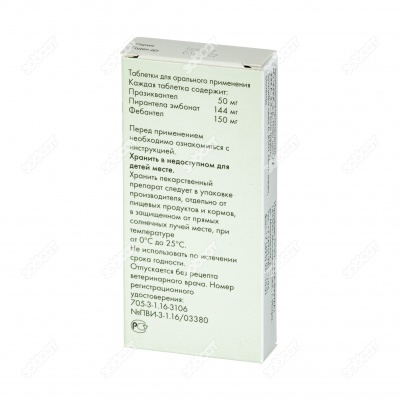 Таблетки для орального применения
Каждая таблетка содержит:
Празиквантел 50 мг
Пирантела эмбонат 144 мг
Фебантел 150 мг
Перед применением
необходимо ознакомиться с
инструкцией.
Хранить в недоступном для
детей месте.
Хранить лекарственный
препарат следует в упаковке
производителя, отдельно от
пищевых продуктов и кормов,
в защищенном от прямых
солнечных лучей месте, при
температуре
от 0°C до 25°C.
Не использовать по истечении
срока годности.
Отпускается без рецепта
ветеринарного врача. Номер
регистрационного
удостоверения:
705-3-1.16-3106
№ПВИ-3-1.16/03380